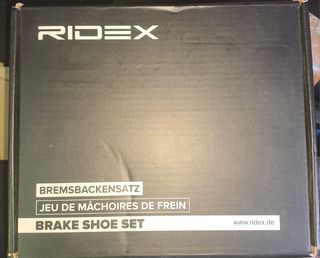 RIDEX
BREMSBACKENSATZ
JEU DE MÂCHOIRES DE FREIN
BRAKE SHOE SET www.ridex.de